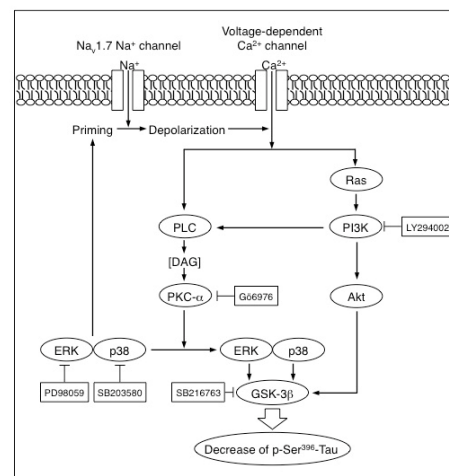 Voltage-dependent
Naᵥ1.7 Na⁺ channel Ca²⁺ channel
Na⁺ Ca²⁺
Priming Depolarization
Ras
PLC PI3K LY294002
[DAG]
PKC-α Gö6976 Akt
ERK p38 ERK p38
PD98059 SB203580 SB216763 GSK-3β
Decrease of p-Ser³⁹⁶-Tau